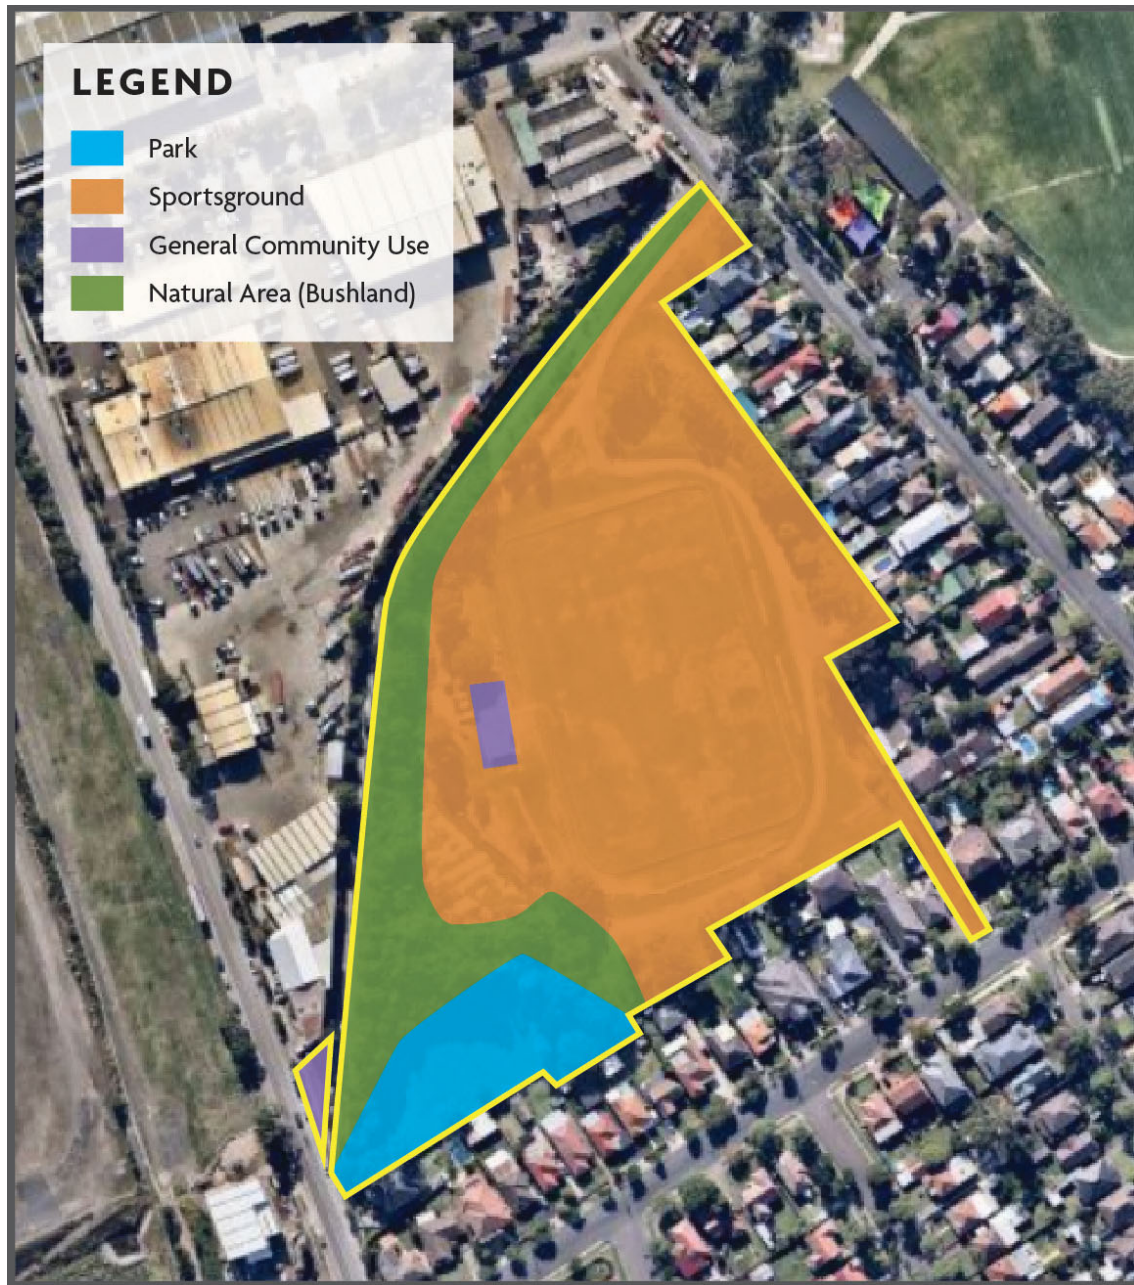 LEGEND
Park
Sportsground
General Community Use
Natural Area (Bushland)